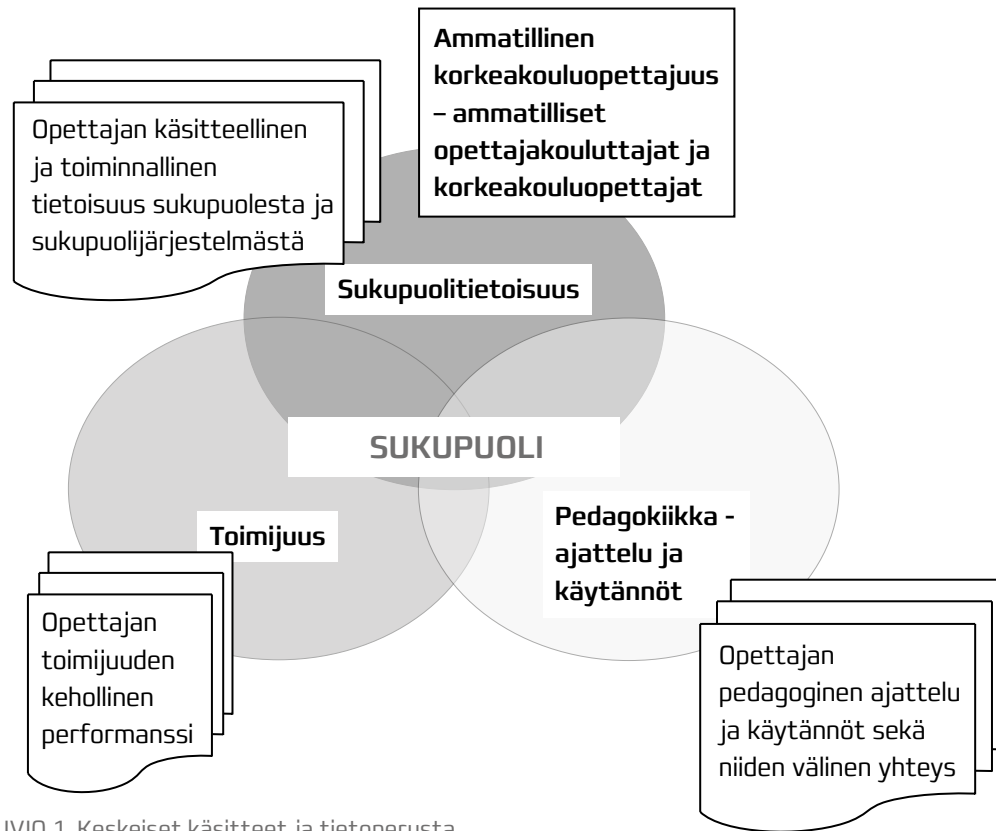 Ammatillinen
korkeakouluopettajuus
– ammatilliset
opettajakouluttajat ja
korkeakouluopettajat
Opettajan käsitteellinen
ja toiminnallinen
tietoisuus sukupuolesta ja
sukupuolijärjestelmästä
Sukupuolitietoisuus
SUKUPUOLI
Toimijuus
Pedagokiikka -
ajattelu ja
käytännöt
Opettajan
toimijuuden
kehollinen
performanssi
Opettajan
pedagoginen ajattelu
ja käytännöt sekä
niiden välinen yhteys
UVIO 1. Keskeiset käsitteet ja tietoperusta